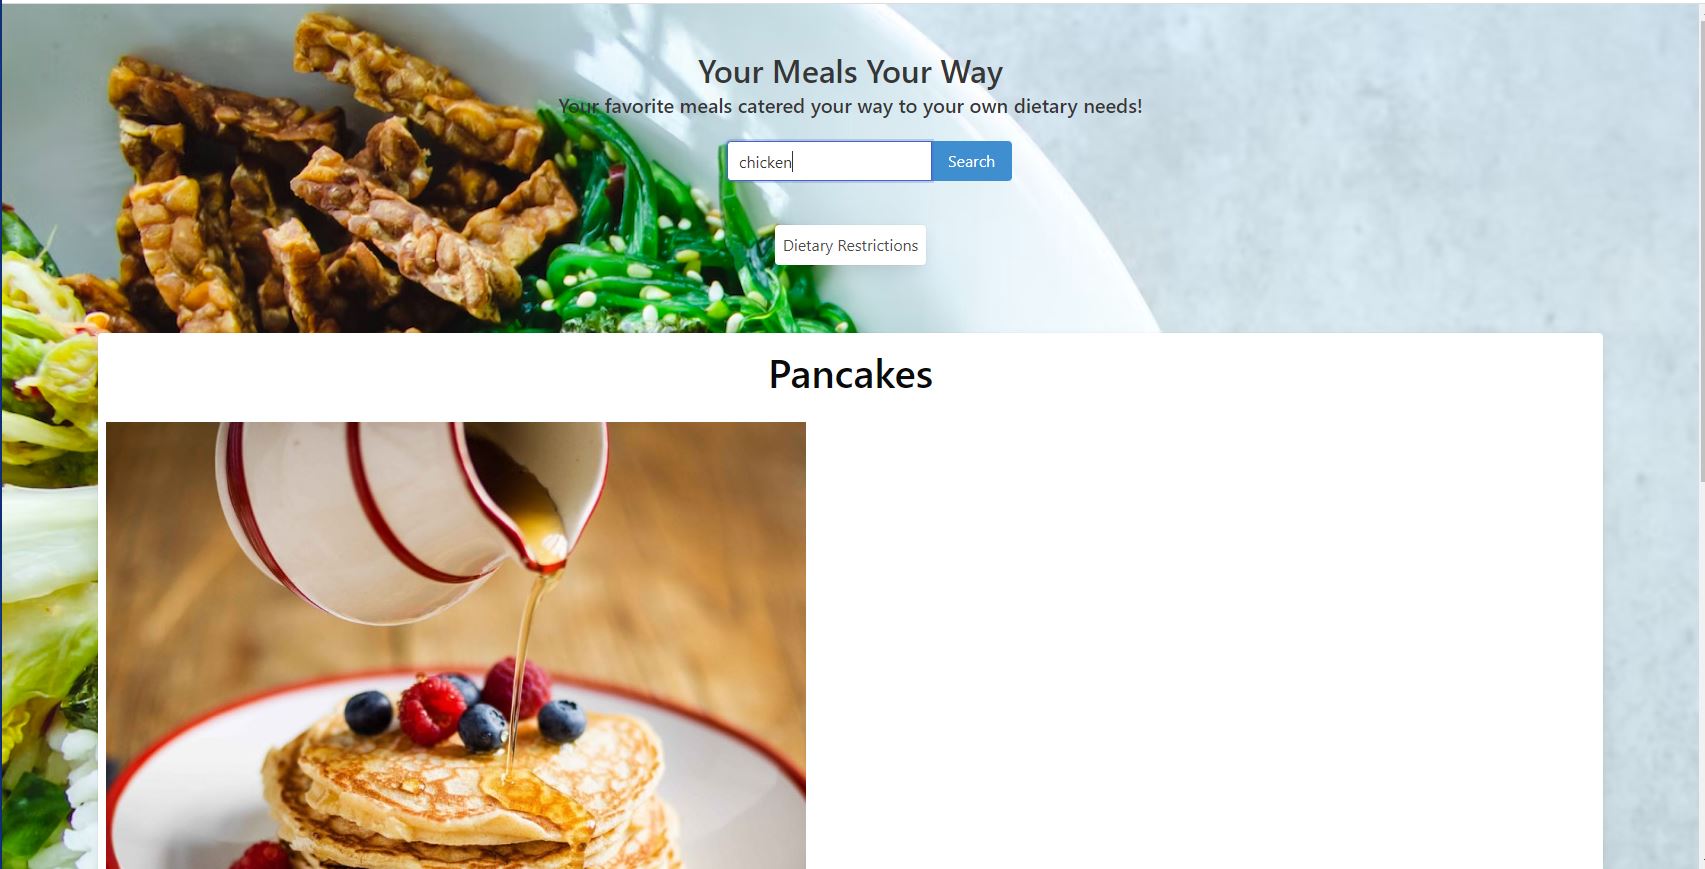 Your Meals Your Way
Your favorite meals catered your way to your own dietary needs!
chicken
Search
Dietary Restrictions
Pancakes